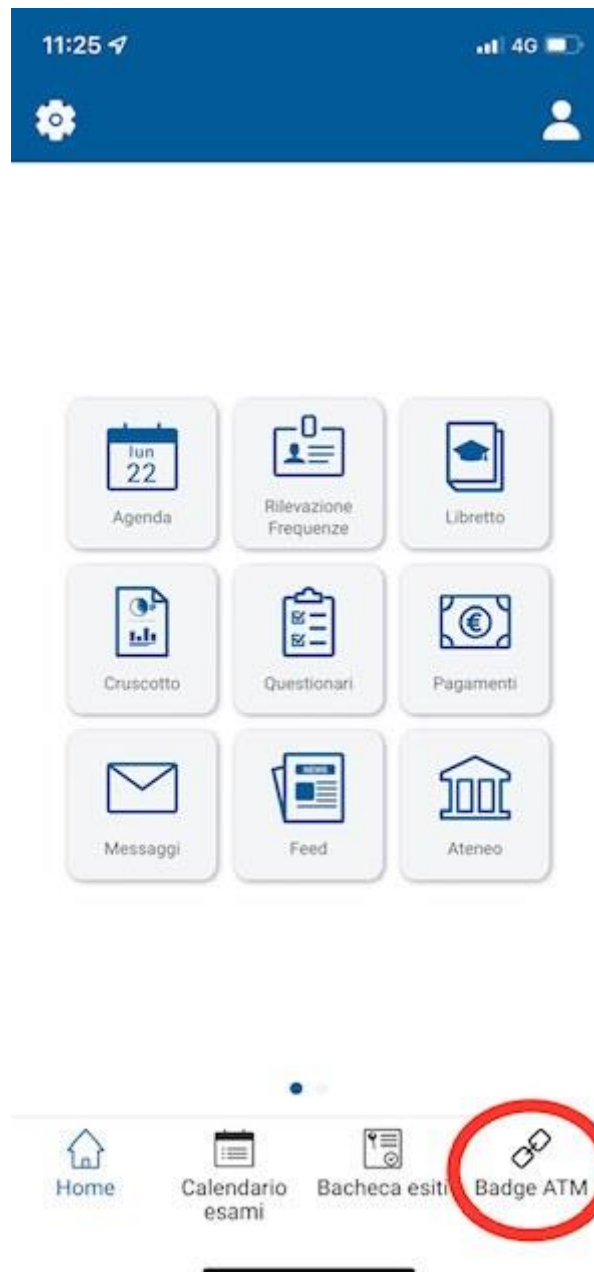 11:25
4G
lun
22
Agenda
Rilevazione
Frequenze
Libretto
Cruscotto
Questionari
Pagamenti
NEWS
Messaggi
Feed
Ateneo
Home
Calendario
esami
Bacheca esiti
Badge ATM